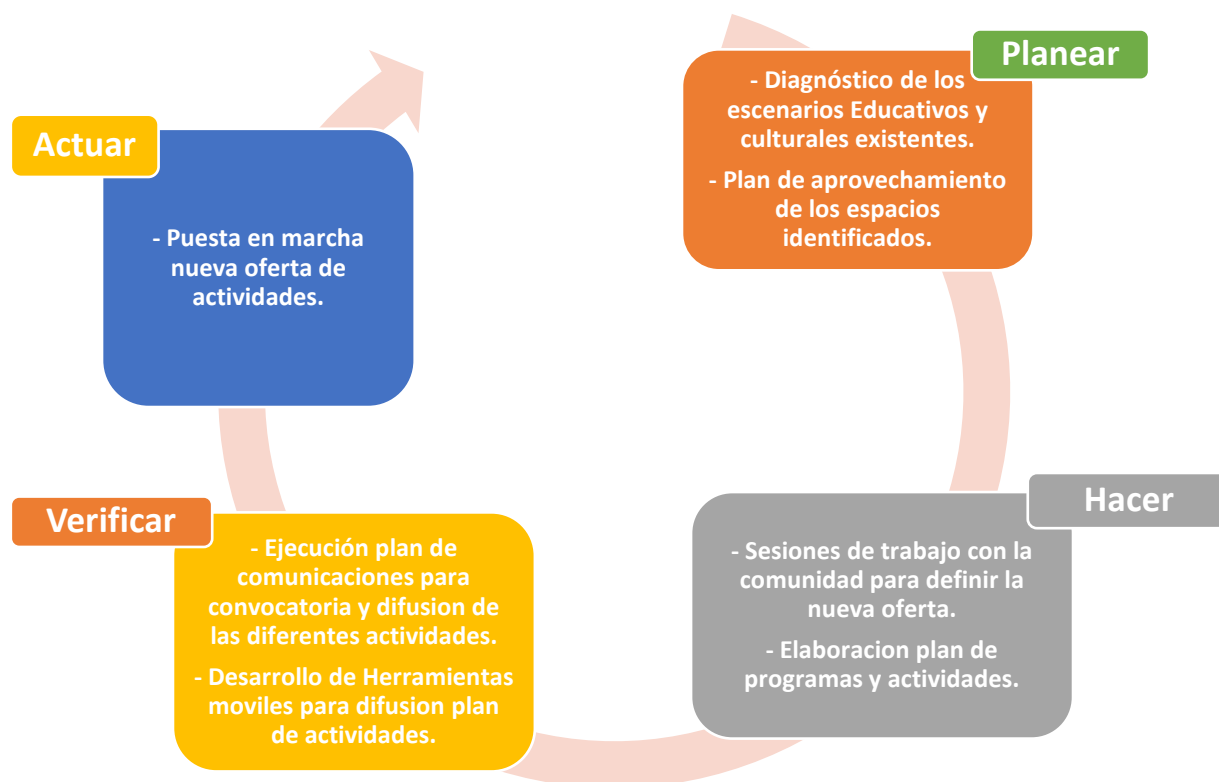 Planear
- Diagnóstico de los
escenarios Educativos y
culturales existentes.
- Plan de aprovechamiento
de los espacios
identificados.
Hacer
- Sesiones de trabajo con la
comunidad para definir la
nueva oferta.
- Elaboracion plan de
programas y actividades.
Verificar
- Ejecución plan de
comunicaciones para
convocatoria y difusion de
las diferentes actividades.
- Desarrollo de Herramientas
moviles para difusion plan
de actividades.
Actuar
- Puesta en marcha
nueva oferta de
actividades.